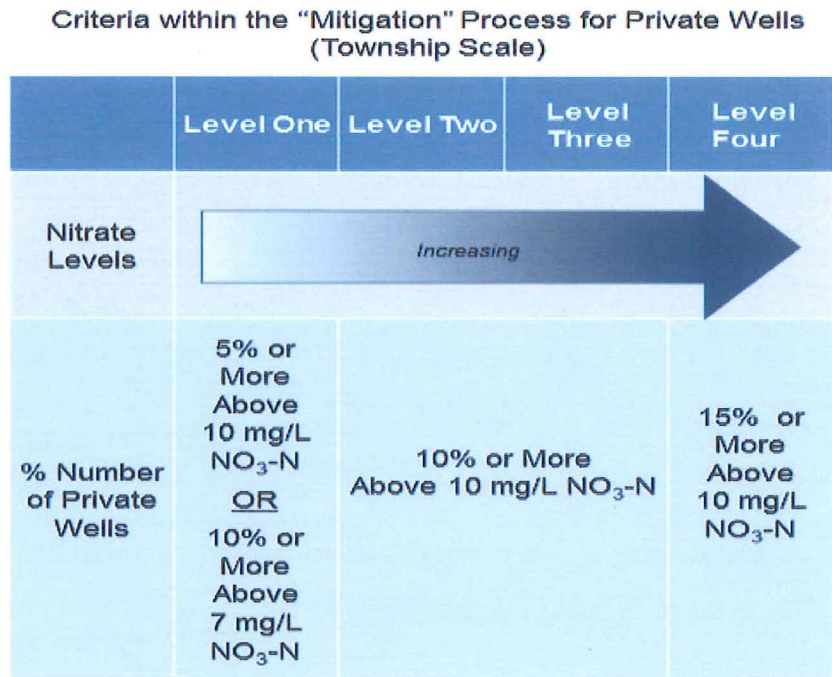 Criteria within the “Mitigation” Process for Private Wells
(Township Scale)
Level One
Level Two
Level
Three
Level
Four
Nitrate
Levels
Increasing
% Number
of Private
Wells
5% or
More
Above
10 mg/L
NO₃-N
OR
10% or
More
Above
7 mg/L
NO₃-N
10% or More
Above 10 mg/L NO₃-N
15% or
More
Above
10 mg/L
NO₃-N